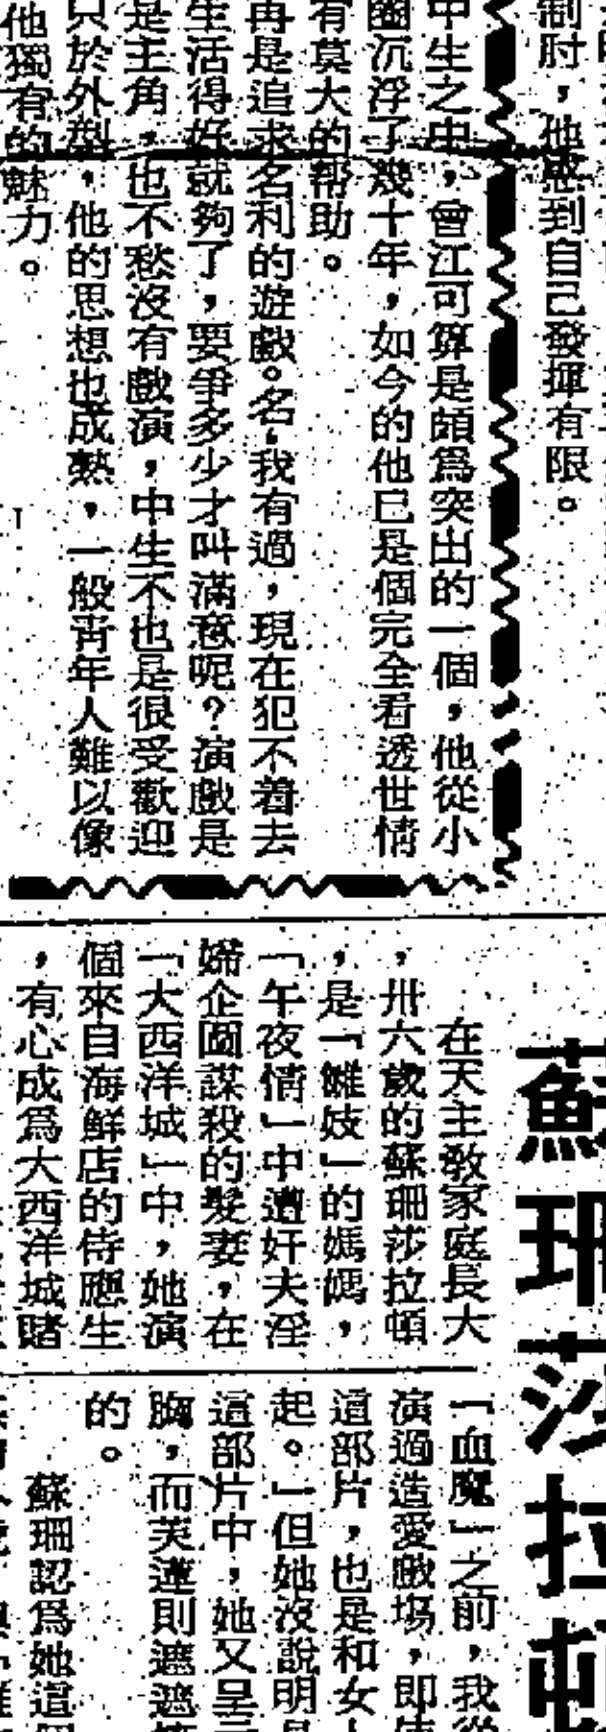 制肘，他感到自己發揮有限。
中生之中，曾江可算是頗爲突出的一個，他從小
圈沉浮了幾十年，如今的他已是個完全看透世情
有莫大的幫助。
再是追求名利的遊戲。名，我有過，現在犯不着去
生活得好就夠了，要爭多少才叫滿意呢？演戲是
是主角，也不愁沒有戲演，中生不也是很受歡迎
只於外型，他的思想也成熟，一般青年人難以像
他獨有的魅力。
蘇珊莎拉頓
在天主教家庭長大
，卅六歲的蘇珊莎拉頓
，是「雛妓」的媽媽，
「午夜情」中遭奸夫淫
婦企圖謀殺的髮妻，在
「大西洋城」中，她演
個來自海鮮店的侍應生
，有心成爲大西洋城賭
「血魔」之前，我從
演過造愛戲場，即使
這部片，也是和女人
起。」但她沒說明是
這部片中，她又呈
胸，而芙蓮則遮遮
的。
蘇珊認爲她這個